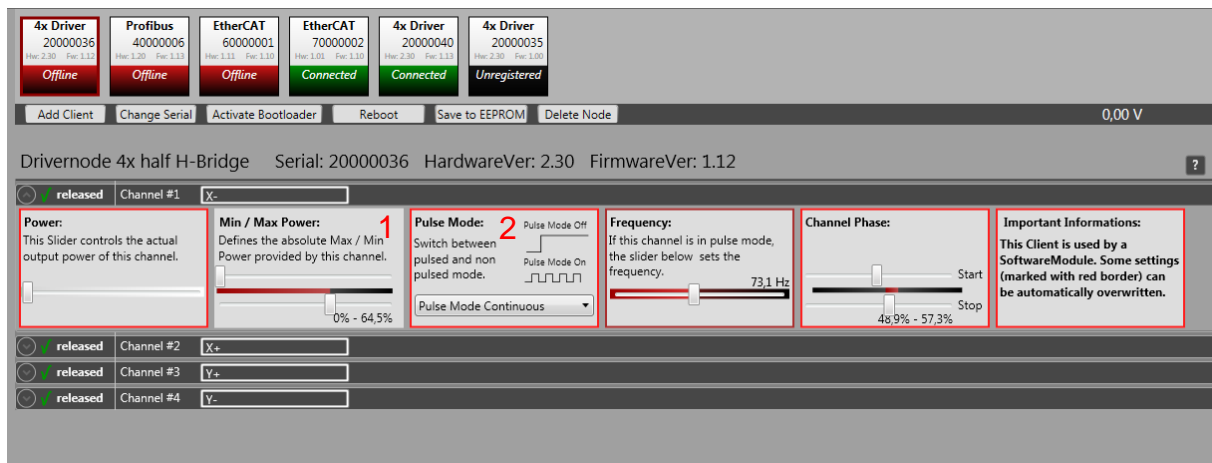 4x Driver
20000036
Hw: 2.30 Fw: 1.12
Offline
Profibus
40000006
Hw: 1.20 Fw: 1.13
Offline
EtherCAT
60000001
Hw: 1.11 Fw: 1.10
Offline
EtherCAT
70000002
Hw: 1.01 Fw: 1.10
Connected
4x Driver
20000040
Hw: 2.30 Fw: 1.13
Connected
4x Driver
20000035
Hw: 2.30 Fw: 1.00
Unregistered
Add Client Change Serial Activate Bootloader Reboot Save to EEPROM Delete Node 0,00 V
Drivernode 4x half H-Bridge Serial: 20000036 HardwareVer: 2.30 FirmwareVer: 1.12 ?
released Channel #1 X-
Power:
This Slider controls the actual
output power of this channel.
Min / Max Power: 1
Defines the absolute Max / Min
Power provided by this channel.
0% - 64,5%
Pulse Mode: 2
Switch between
pulsed and non
pulsed mode.
Pulse Mode Off
Pulse Mode On
Pulse Mode Continuous
Frequency:
If this channel is in pulse mode,
the slider below sets the
frequency.
73,1 Hz
Channel Phase:
Start
Stop
48,9% - 57,3%
Important Informations:
This Client is used by a
SoftwareModule. Some settings
(marked with red border) can
be automatically overwritten.
released Channel #2 X+
released Channel #3 Y+
released Channel #4 Y-